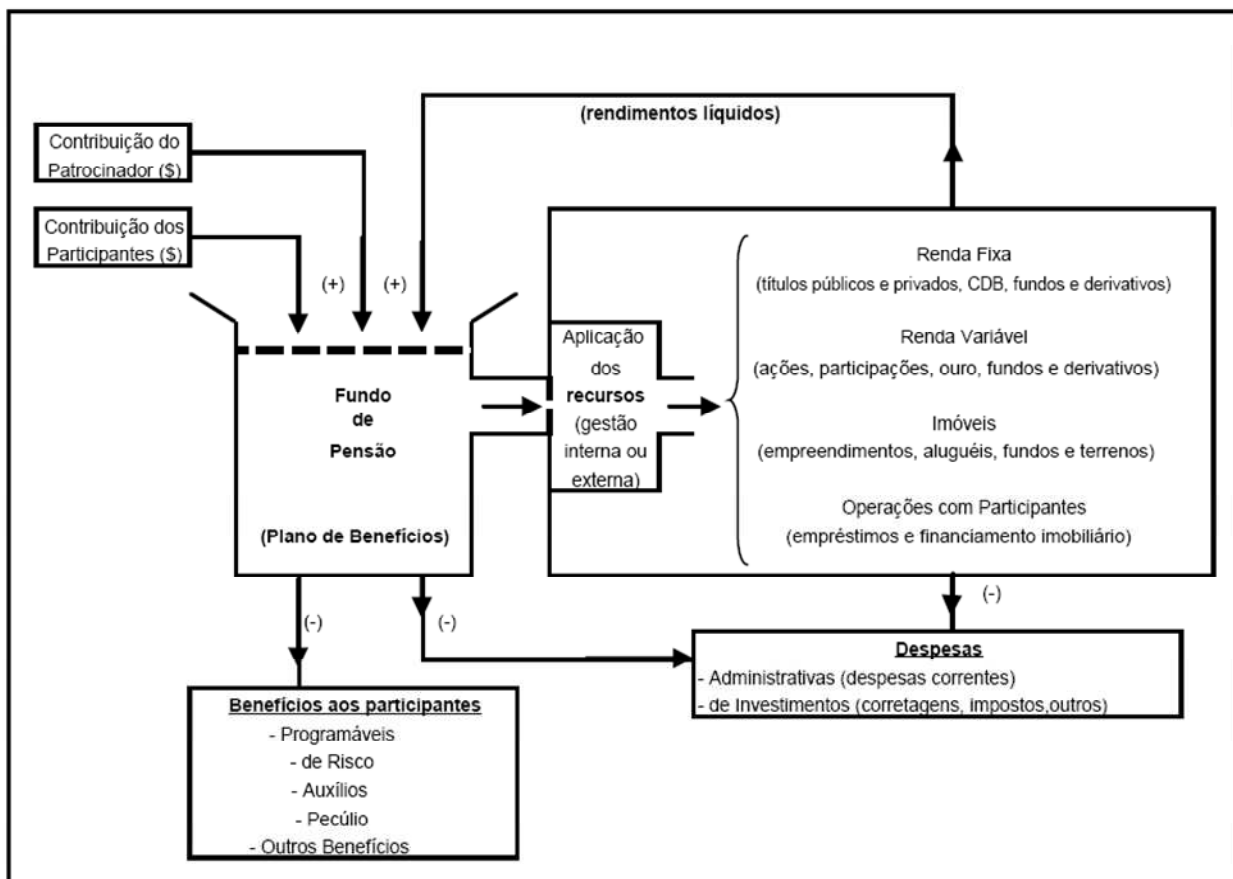 (rendimentos líquidos)
Contribuição do
Patrocinador ($)
Contribuição dos
Participantes ($)
(+)
(+)
Fundo
de
Pensão
(Plano de Benefícios)
Aplicação
dos
recursos
(gestão
interna ou
externa)
Renda Fixa
(títulos públicos e privados, CDB, fundos e derivativos)
Renda Variável
(ações, participações, ouro, fundos e derivativos)
Imóveis
(empreendimentos, aluguéis, fundos e terrenos)
Operações com Participantes
(empréstimos e financiamento imobiliário)
(-)
(-)
(-)
Despesas
- Administrativas (despesas correntes)
- de Investimentos (corretagens, impostos,outros)
Benefícios aos participantes
- Programáveis
- de Risco
- Auxílios
- Pecúlio
- Outros Benefícios